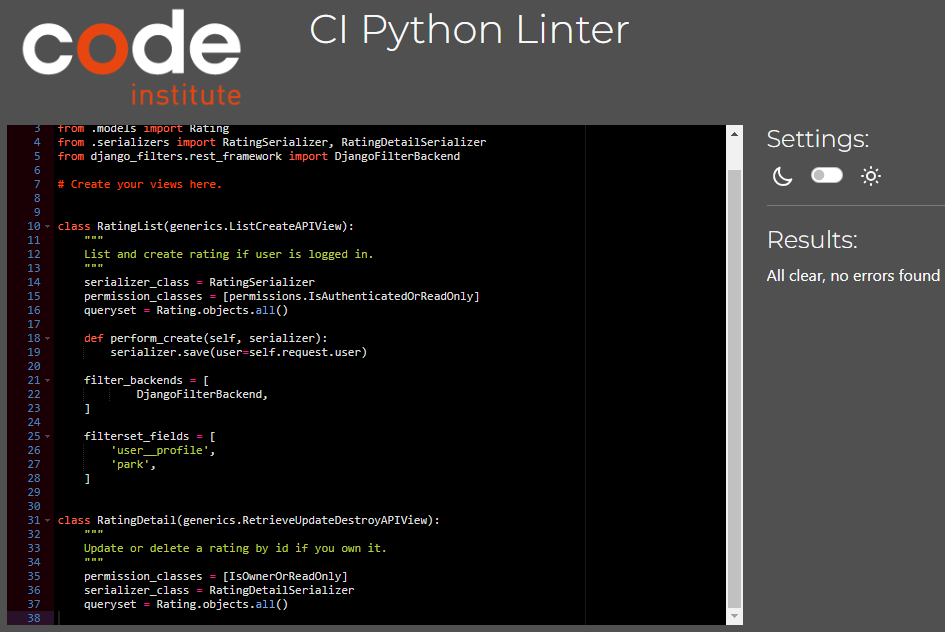 code
institute
CI Python Linter
3 from .models import Rating
4 from .serializers import RatingSerializer, RatingDetailSerializer
5 from django_filters.rest_framework import DjangoFilterBackend
6
7 # Create your views here.
8
9
10 class RatingList(generics.ListCreateAPIView):
11     """
12     List and create rating if user is logged in.
13     """
14     serializer_class = RatingSerializer
15     permission_classes = [permissions.IsAuthenticatedOrReadOnly]
16     queryset = Rating.objects.all()
17
18     def perform_create(self, serializer):
19         serializer.save(user=self.request.user)
20
21     filter_backends = [
22             DjangoFilterBackend,
23     ]
24
25     filterset_fields = [
26         'user__profile',
27         'park',
28     ]
29
30
31 class RatingDetail(generics.RetrieveUpdateDestroyAPIView):
32     """
33     Update or delete a rating by id if you own it.
34     """
35     permission_classes = [IsOwnerOrReadOnly]
36     serializer_class = RatingDetailSerializer
37     queryset = Rating.objects.all()
38
Settings:
Results:
All clear, no errors found